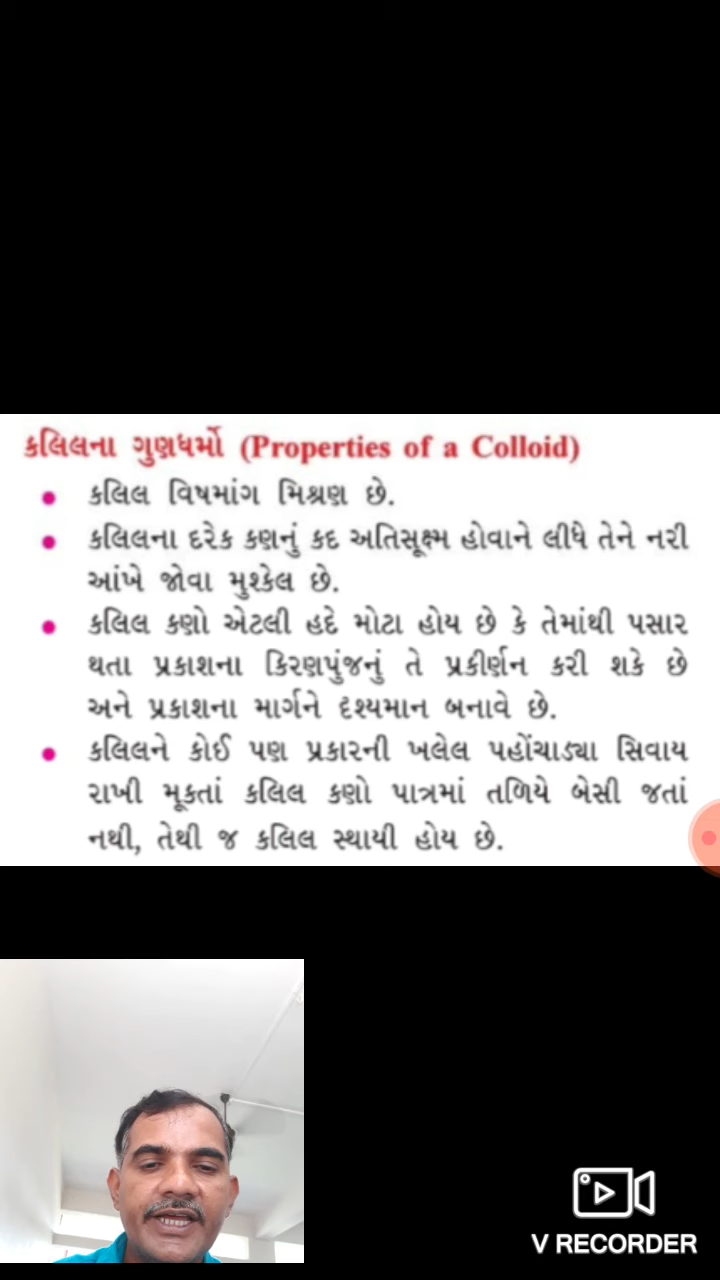 કલિલના ગુણધર્મો (Properties of a Colloid)
• કલિલ વિષમાંગ મિશ્રણ છે.
• કલિલના દરેક કણનું કદ અતિસૂક્ષ્મ હોવાને લીધે તેને નરી
આંખે જોવા મુશ્કેલ છે.
• કલિલ કણો એટલી હદે મોટા હોય છે કે તેમાંથી પસાર
થતા પ્રકાશના કિરણપુંજનું તે પ્રકીર્ણન કરી શકે છે
અને પ્રકાશના માર્ગને દૃશ્યમાન બનાવે છે.
• કલિલને કોઈ પણ પ્રકારની ખલેલ પહોંચાડ્યા સિવાય
રાખી મૂકતાં કલિલ કણો પાત્રમાં તળિયે બેસી જતાં
નથી, તેથી જ કલિલ સ્થાયી હોય છે.
V RECORDER